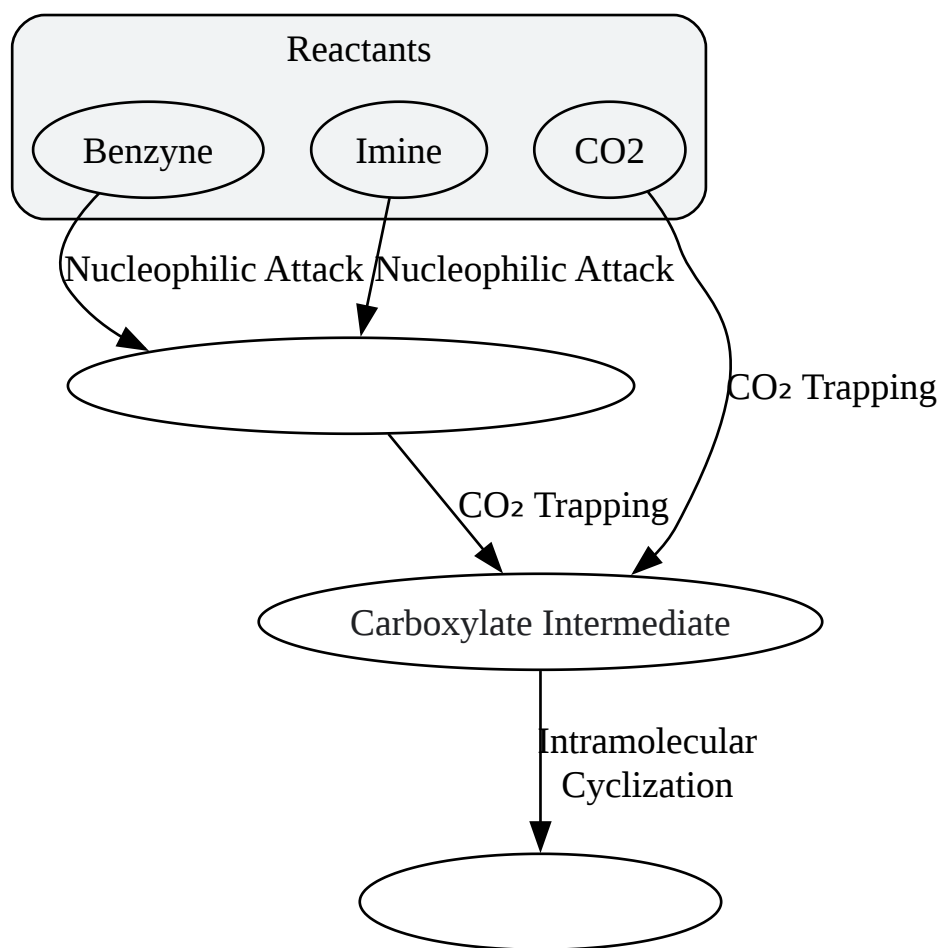 Reactants
Benzyne
Imine
CO2
Nucleophilic Attack
Nucleophilic Attack
CO₂ Trapping
CO₂ Trapping
Carboxylate Intermediate
Intramolecular
Cyclization